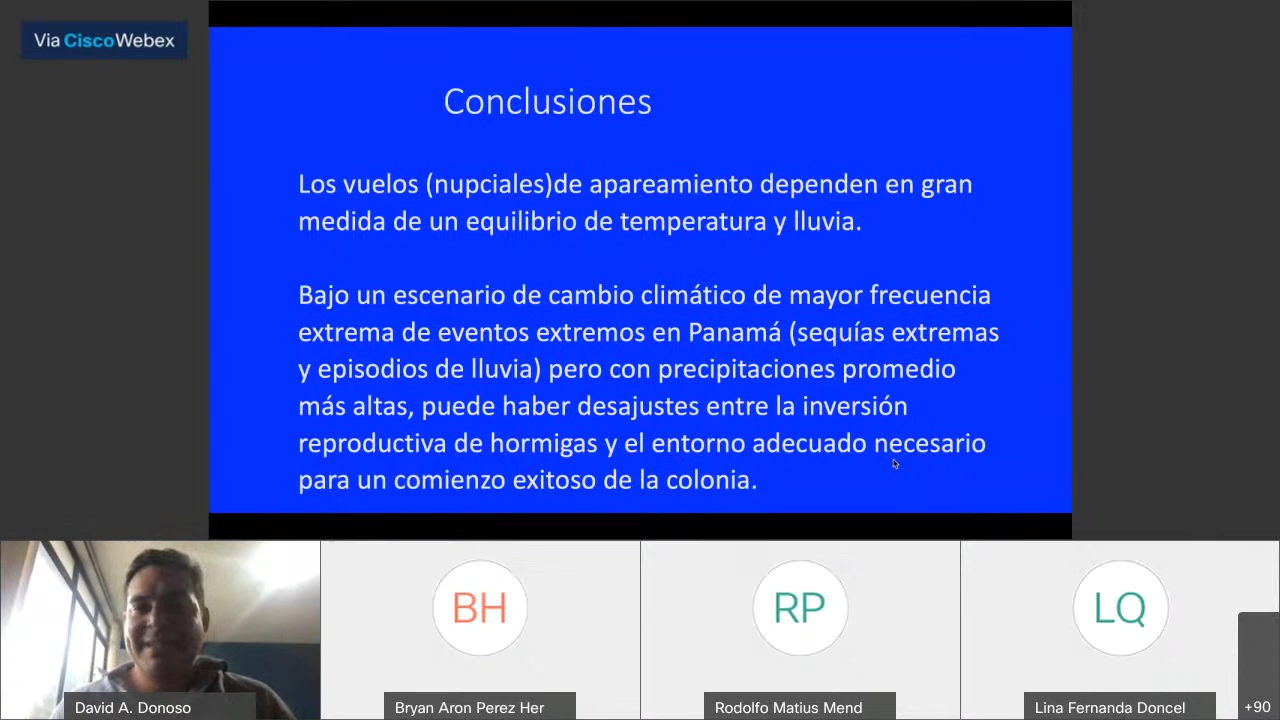 Via Cisco Webex
Conclusiones
Los vuelos (nupciales)de apareamiento dependen en gran
medida de un equilibrio de temperatura y lluvia.
Bajo un escenario de cambio climático de mayor frecuencia
extrema de eventos extremos en Panamá (sequías extremas
y episodios de lluvia) pero con precipitaciones promedio
más altas, puede haber desajustes entre la inversión
reproductiva de hormigas y el entorno adecuado necesario
para un comienzo exitoso de la colonia.
BH
RP
LQ
David A. Donoso
Bryan Aron Perez Her
Rodolfo Matius Mend
Lina Fernanda Doncel
+90